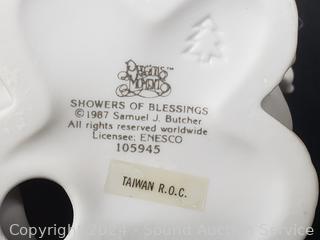 Precious
Moments™
SHOWERS OF BLESSINGS
©1987 Samuel J. Butcher
All rights reserved worldwide
Licensee: ENESCO
105945
TAIWAN R.O.C.
Copyright 2024 - Sound Auction Service